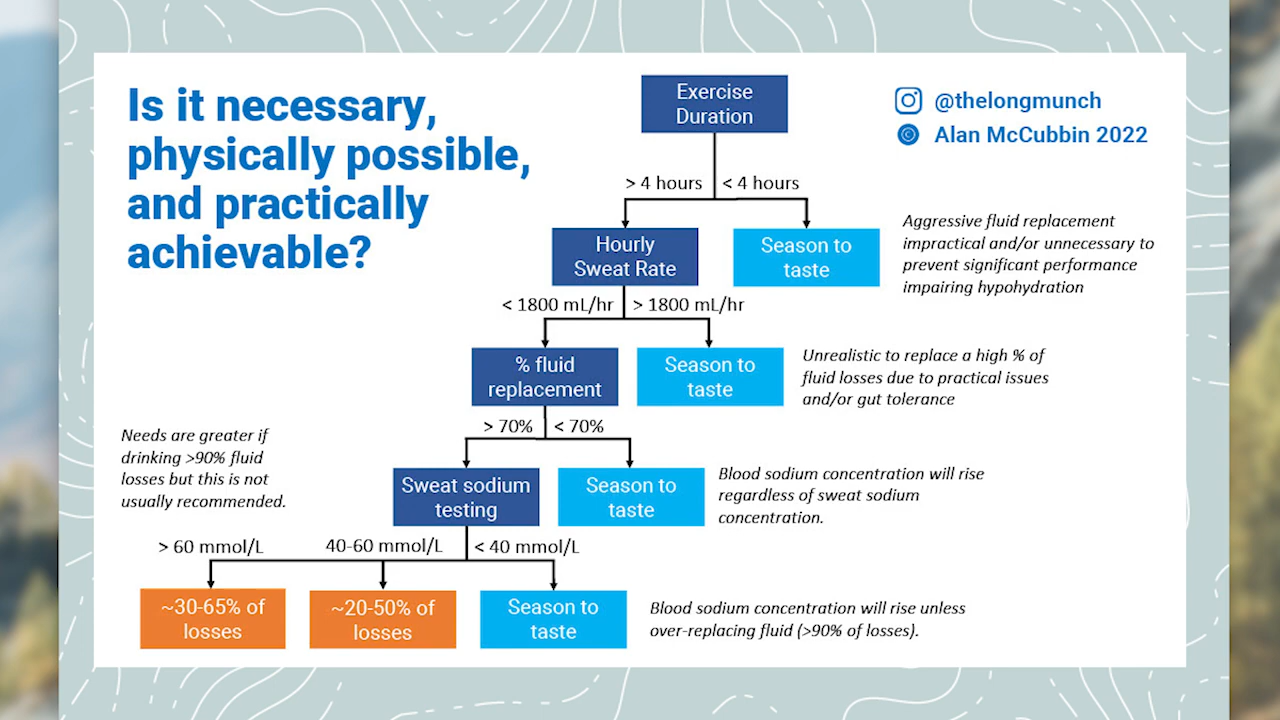 Is it necessary,
physically possible,
and practically
achievable?
@thelongmunch
© Alan McCubbin 2022
Exercise
Duration
> 4 hours
< 4 hours
Hourly
Sweat Rate
Season to
taste
Aggressive fluid replacement
impractical and/or unnecessary to
prevent significant performance
impairing hypohydration
< 1800 mL/hr
> 1800 mL/hr
% fluid
replacement
Season to
taste
Unrealistic to replace a high % of
fluid losses due to practical issues
and/or gut tolerance
> 70%
< 70%
Needs are greater if
drinking >90% fluid
losses but this is not
usually recommended.
Sweat sodium
testing
Season to
taste
Blood sodium concentration will rise
regardless of sweat sodium
concentration.
> 60 mmol/L
40-60 mmol/L
< 40 mmol/L
~30-65% of
losses
~20-50% of
losses
Season to
taste
Blood sodium concentration will rise unless
over-replacing fluid (>90% of losses).